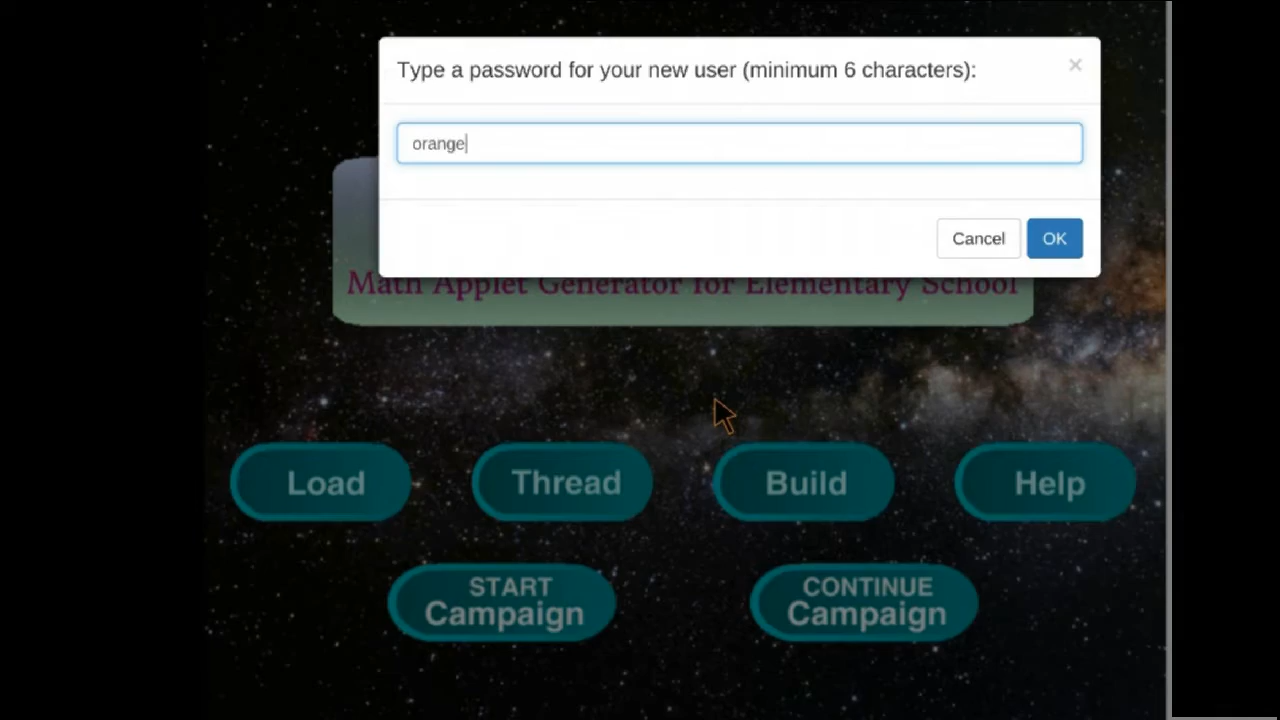 Type a password for your new user (minimum 6 characters):
×
orange
Cancel
OK
Math Applet Generator for Elementary School
Load
Thread
Build
Help
START
Campaign
CONTINUE
Campaign